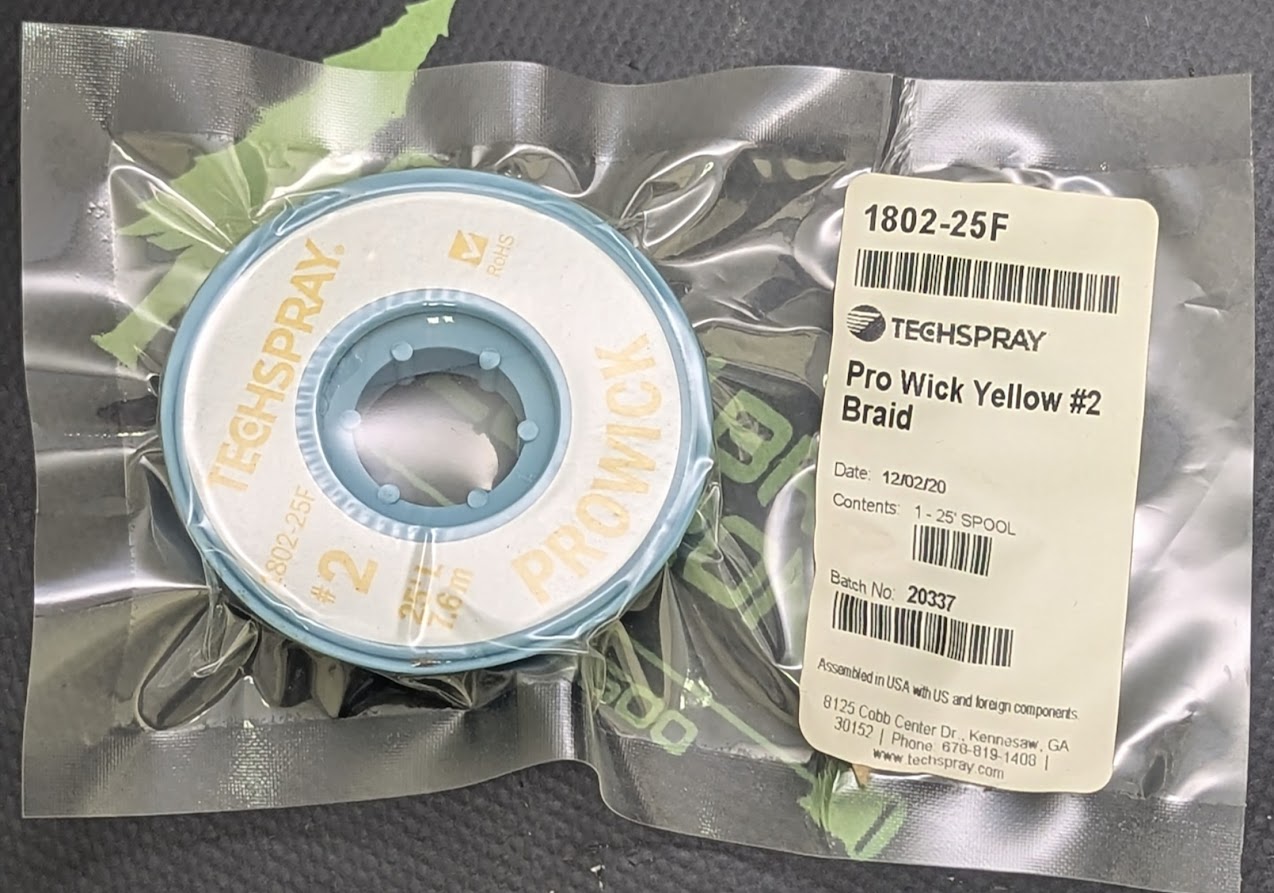 TECHSPRAY®
RoHS
1802-25F
#2
7.6m
PROWICK
1802-25F
TECHSPRAY
Pro Wick Yellow #2
Braid
Date: 12/02/20
Contents: 1 - 25' SPOOL
Batch No: 20337
Assembled in USA with US and foreign components.
8125 Cobb Center Dr., Kennesaw, GA
30152 | Phone: 678-819-1408 |
www.techspray.com